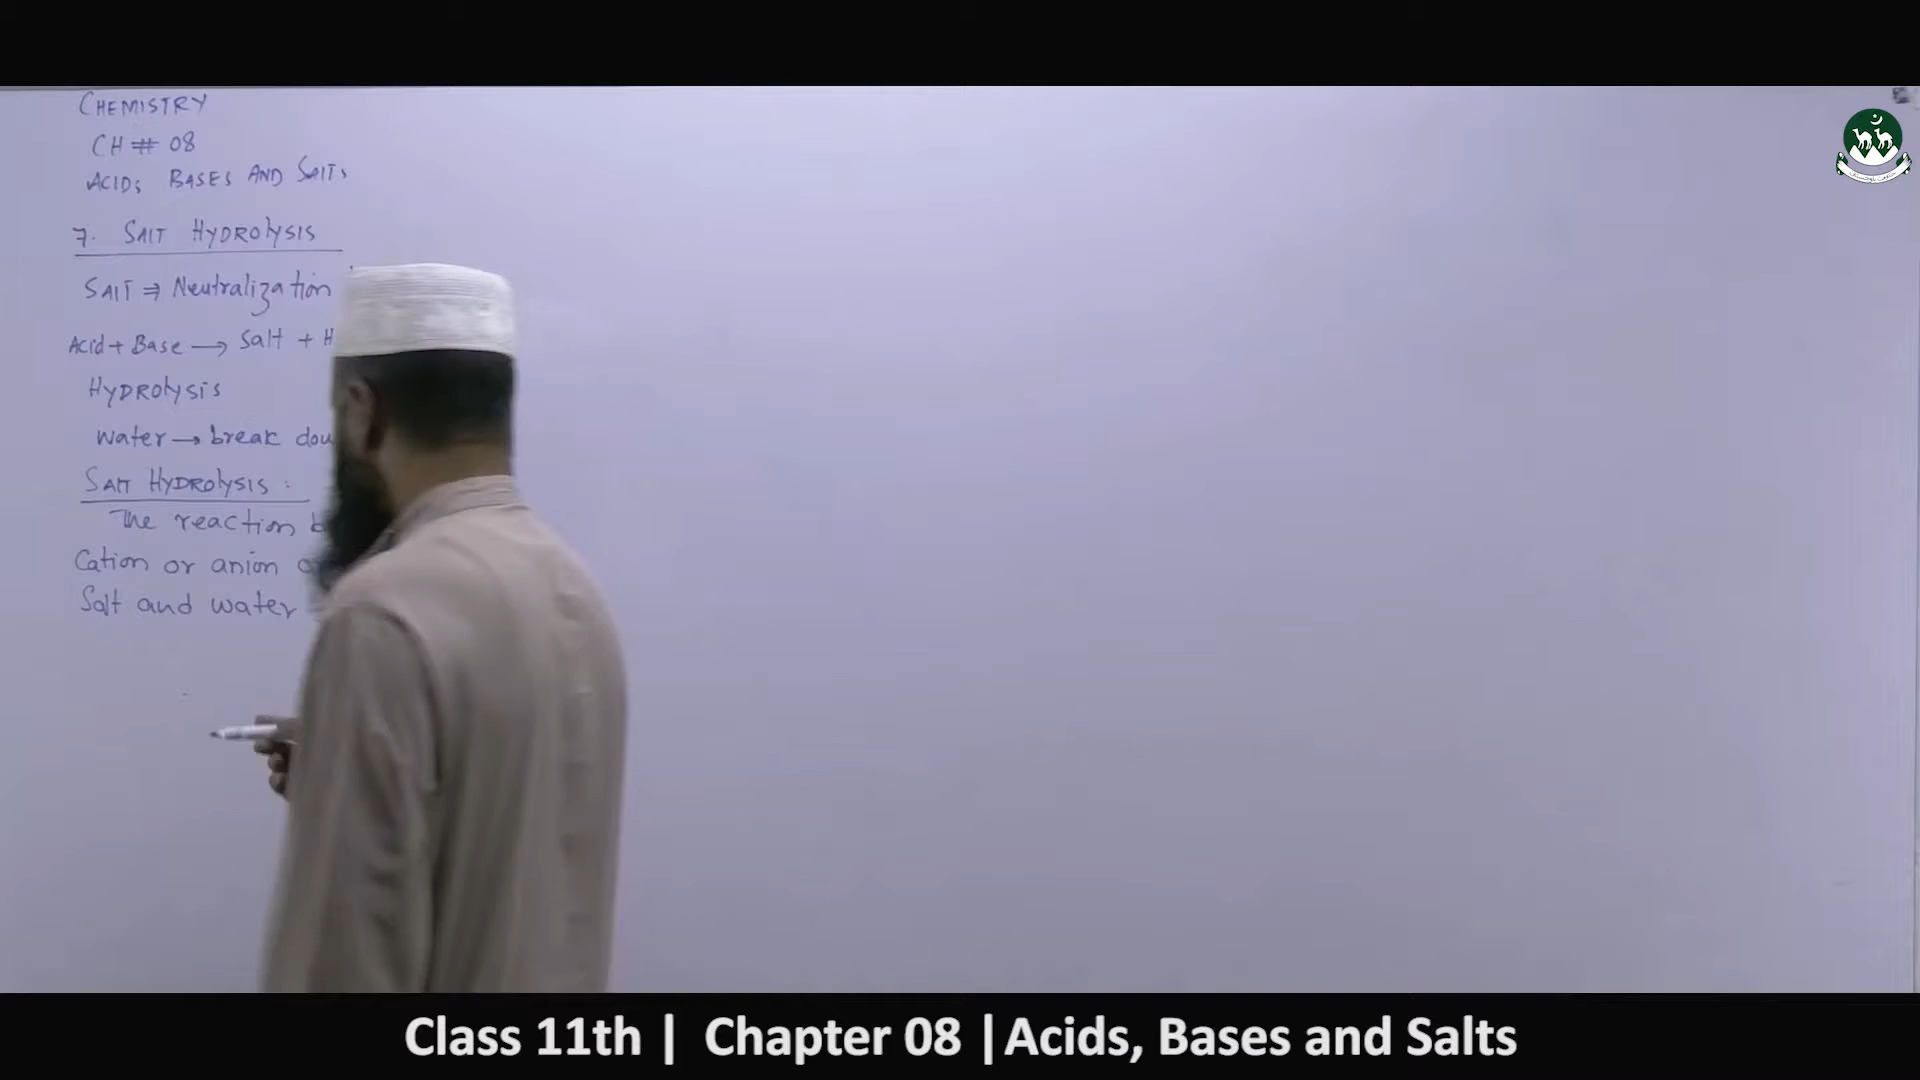 CHEMISTRY
CH # 08
ACIDS BASES AND SALTS
7. SALT HYDROLYSIS
SALT ⇒ Neutralization
Acid + Base → Salt + H
HYDROLYSIS
Water → break
SALT HYDROLYSIS :
The reaction
Cation or anion
Salt and water
Class 11th | Chapter 08 | Acids, Bases and Salts